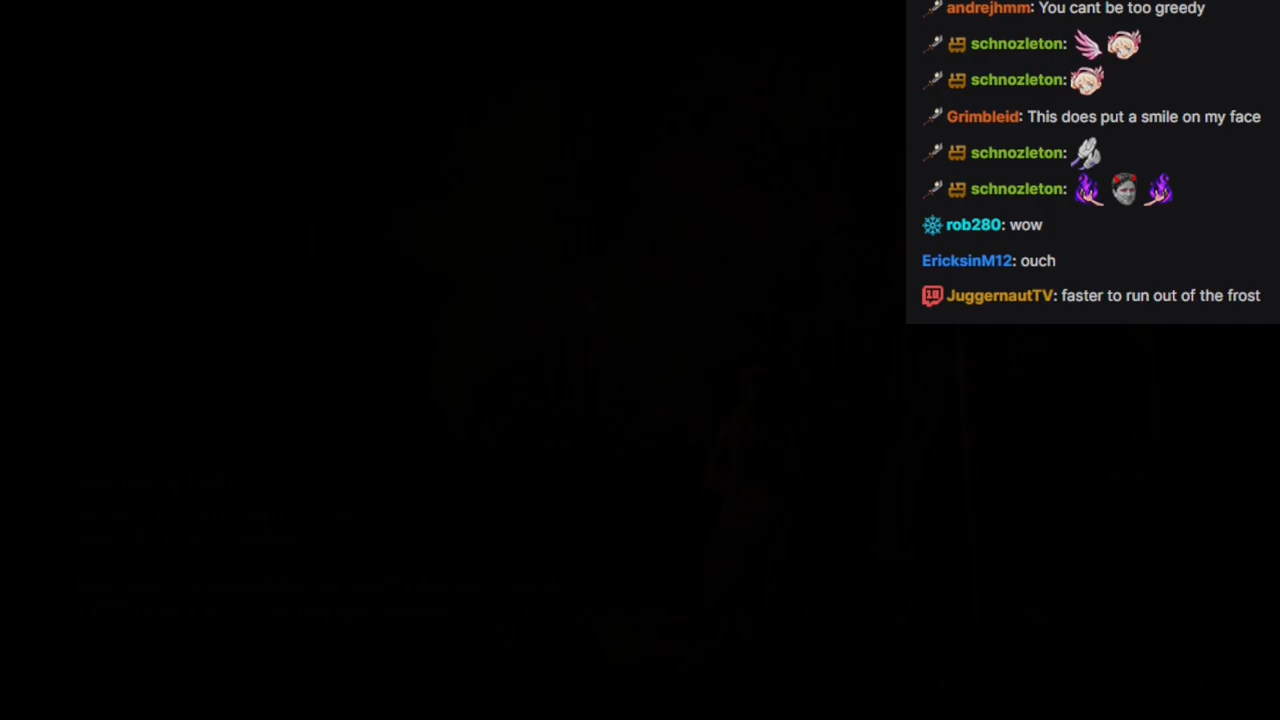 andrejhmm: You cant be too greedy
schnozleton:
schnozleton:
Grimbleid: This does put a smile on my face
schnozleton:
schnozleton:
rob280: wow
EricksinM12: ouch
18 JuggernautTV: faster to run out of the frost